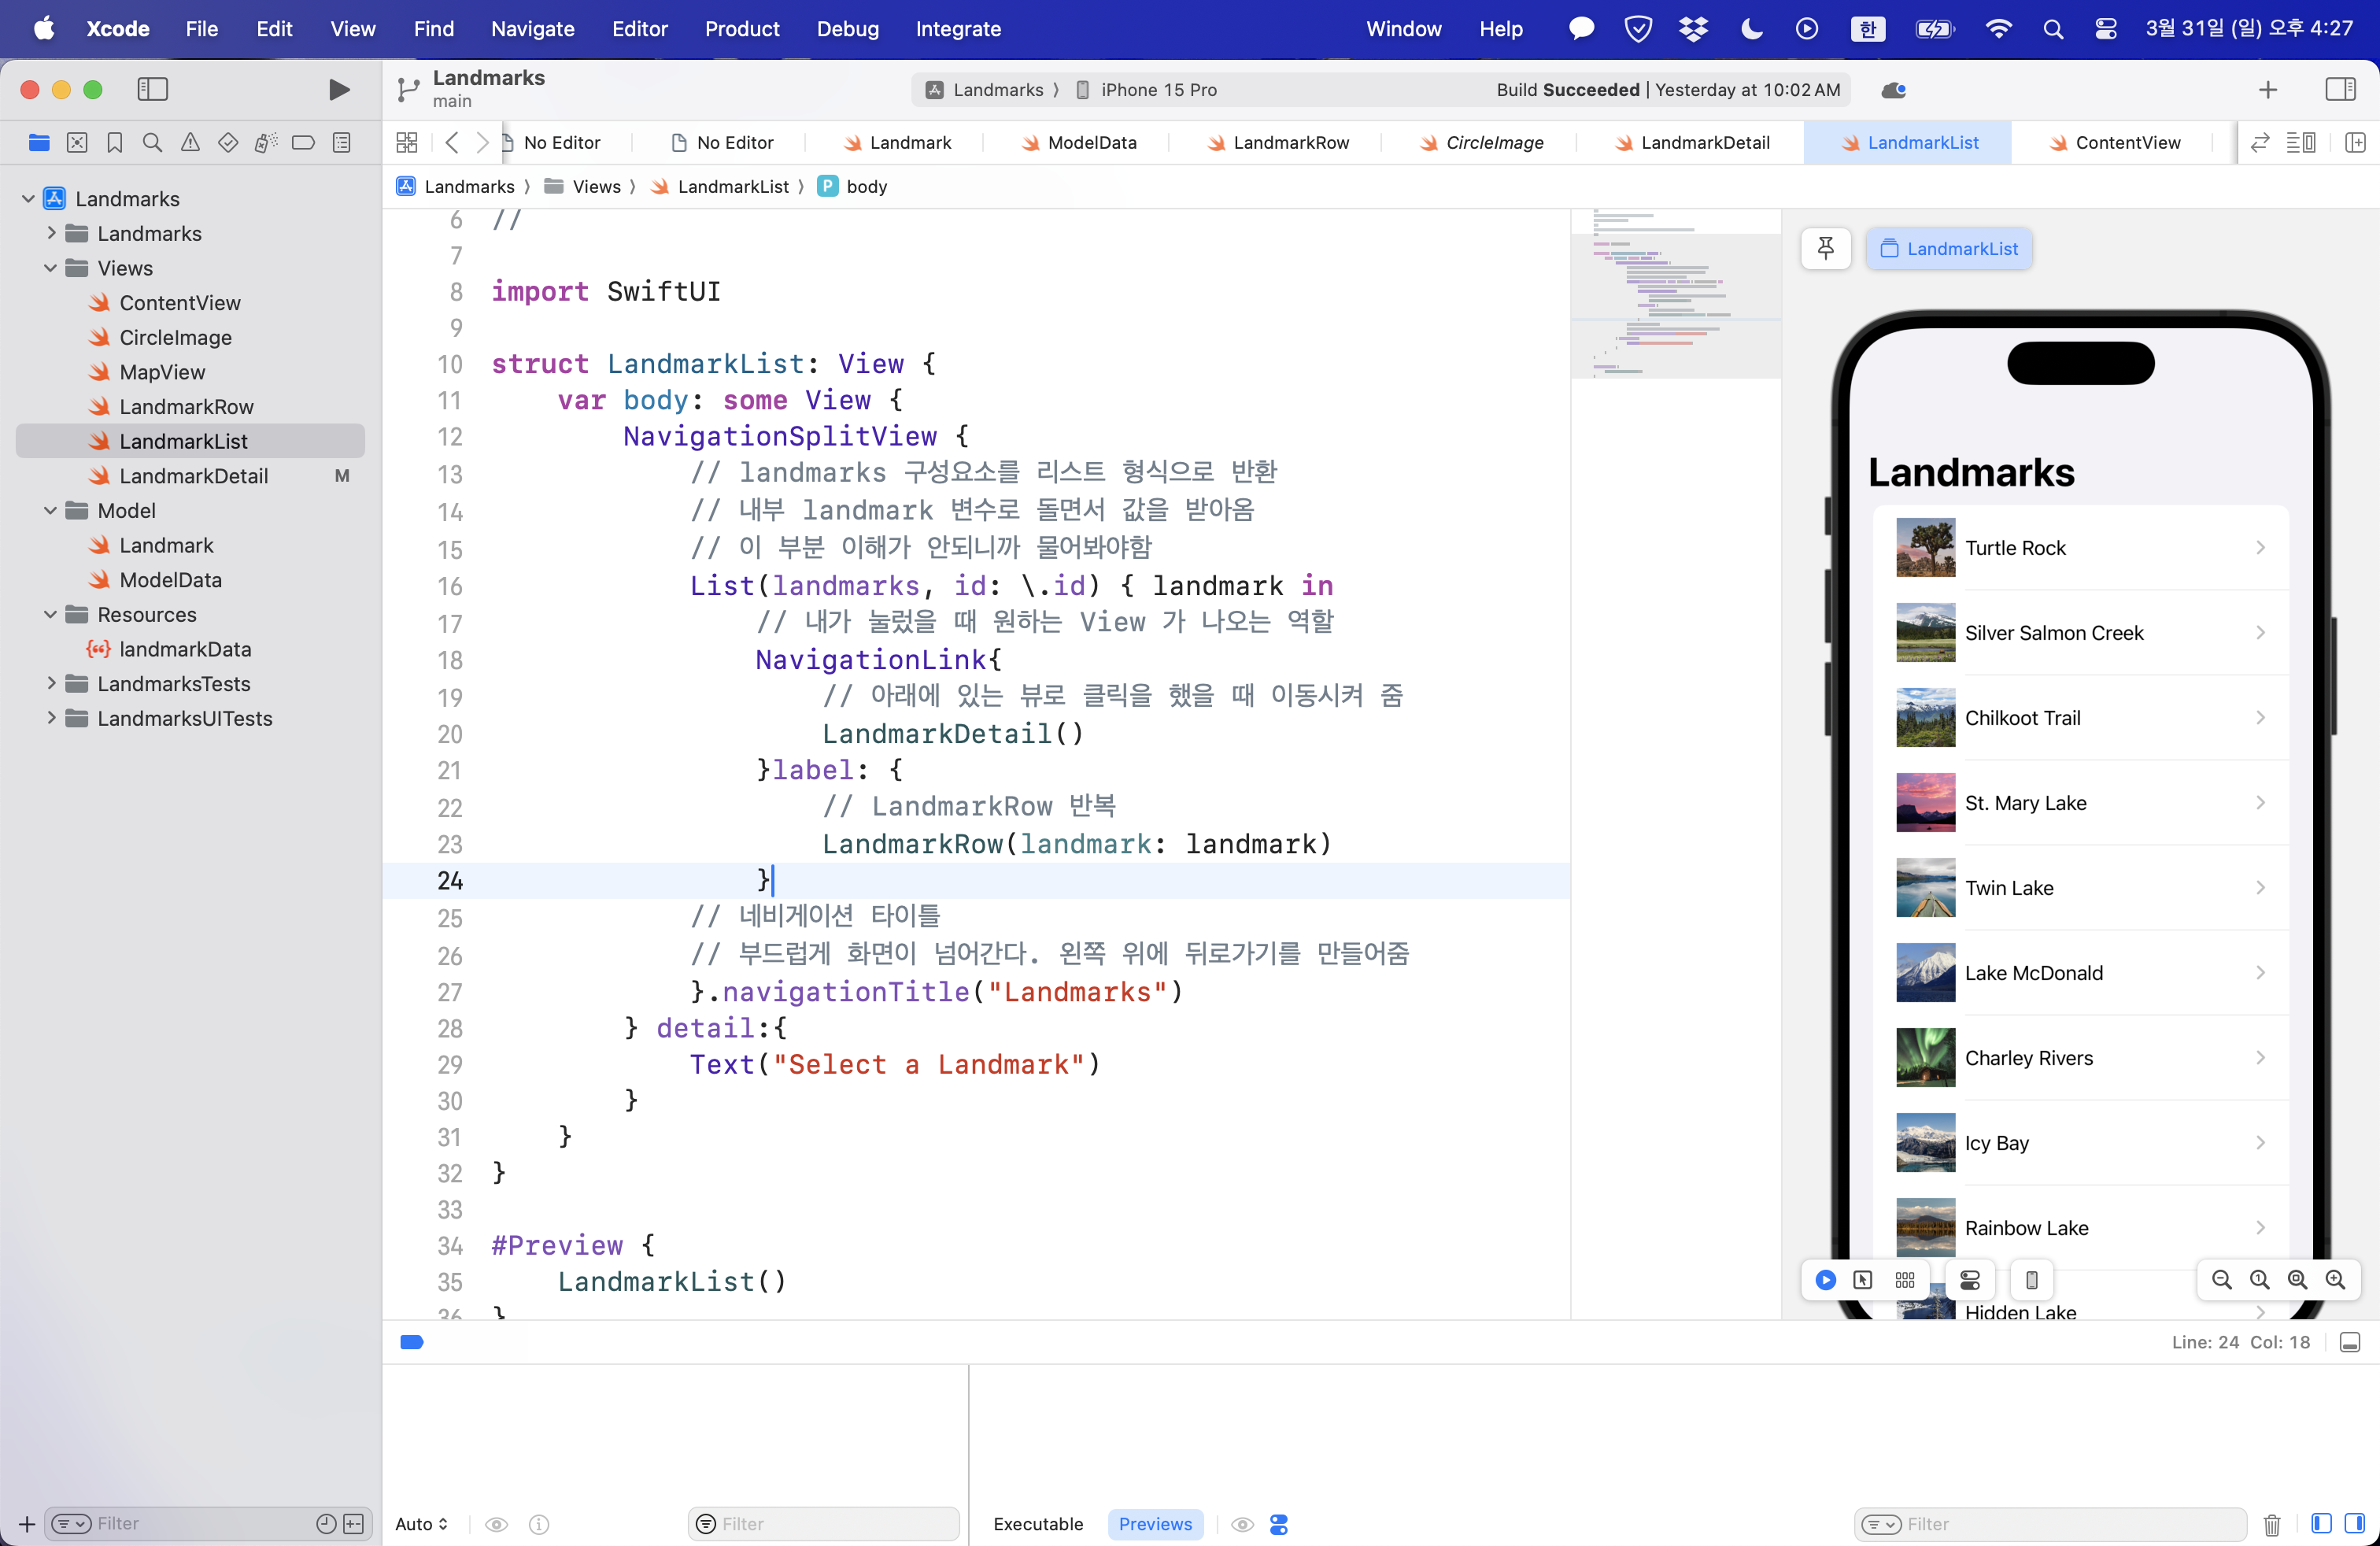 Xcode File Edit View Find Navigate Editor Product Debug Integrate Window Help 한 3월 31일 (일) 오후 4:27
Landmarks
main
Landmarks 〉 iPhone 15 Pro
Build Succeeded | Yesterday at 10:02 AM
No Editor No Editor Landmark ModelData LandmarkRow CircleImage LandmarkDetail LandmarkList ContentView
Landmarks 〉 Views 〉 LandmarkList 〉 P body
Landmarks
Landmarks
Views
ContentView
CircleImage
MapView
LandmarkRow
LandmarkList
LandmarkDetail M
Model
Landmark
ModelData
Resources
landmarkData
LandmarksTests
LandmarksUITests
Filter
6 //
7
8 import SwiftUI
9
10 struct LandmarkList: View {
11 var body: some View {
12 NavigationSplitView {
13 // landmarks 구성요소를 리스트 형식으로 반환
14 // 내부 landmark 변수로 돌면서 값을 받아옴
15 // 이 부분 이해가 안되니까 물어봐야함
16 List(landmarks, id: \.id) { landmark in
17 // 내가 눌렀을 때 원하는 View 가 나오는 역할
18 NavigationLink{
19 // 아래에 있는 뷰로 클릭을 했을 때 이동시켜 줌
20 LandmarkDetail()
21 }label: {
22 // LandmarkRow 반복
23 LandmarkRow(landmark: landmark)
24 }
25 // 네비게이션 타이틀
26 // 부드럽게 화면이 넘어간다. 왼쪽 위에 뒤로가기를 만들어줌
27 }.navigationTitle("Landmarks")
28 } detail:{
29 Text("Select a Landmark")
30 }
31 }
32 }
33
34 #Preview {
35 LandmarkList()
36 }
LandmarkList
Landmarks
Turtle Rock
Silver Salmon Creek
Chilkoot Trail
St. Mary Lake
Twin Lake
Lake McDonald
Charley Rivers
Icy Bay
Rainbow Lake
Hidden Lake
Line: 24 Col: 18
Auto
Filter
Executable Previews
Filter